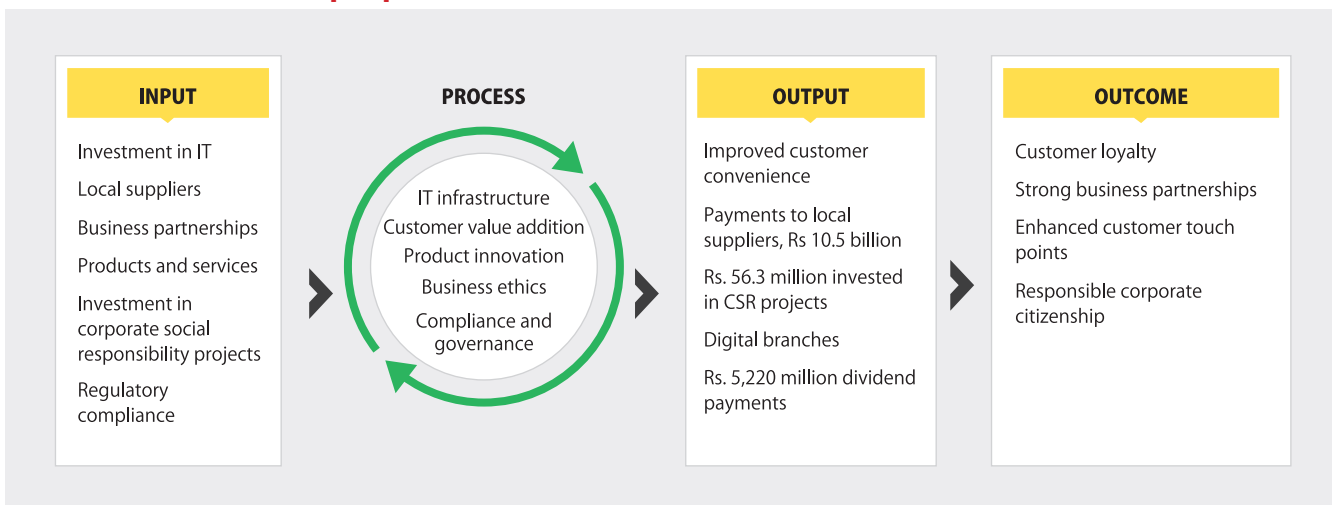 INPUT
Investment in IT
Local suppliers
Business partnerships
Products and services
Investment in
corporate social
responsibility projects
Regulatory
compliance
PROCESS
IT infrastructure
Customer value addition
Product innovation
Business ethics
Compliance and
governance
OUTPUT
Improved customer
convenience
Payments to local
suppliers, Rs 10.5 billion
Rs. 56.3 million invested
in CSR projects
Digital branches
Rs. 5,220 million dividend
payments
OUTCOME
Customer loyalty
Strong business partnerships
Enhanced customer touch
points
Responsible corporate
citizenship